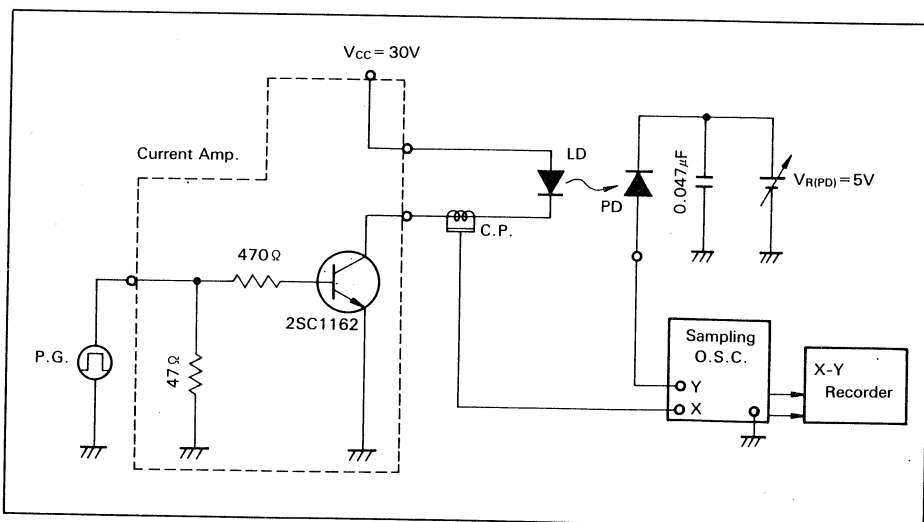 Vcc = 30V
Current Amp.
LD
PD
0.047μF
VR(PD) = 5V
C.P.
470Ω
2SC1162
P.G.
47Ω
Sampling
O.S.C.
Y
X
X-Y
Recorder